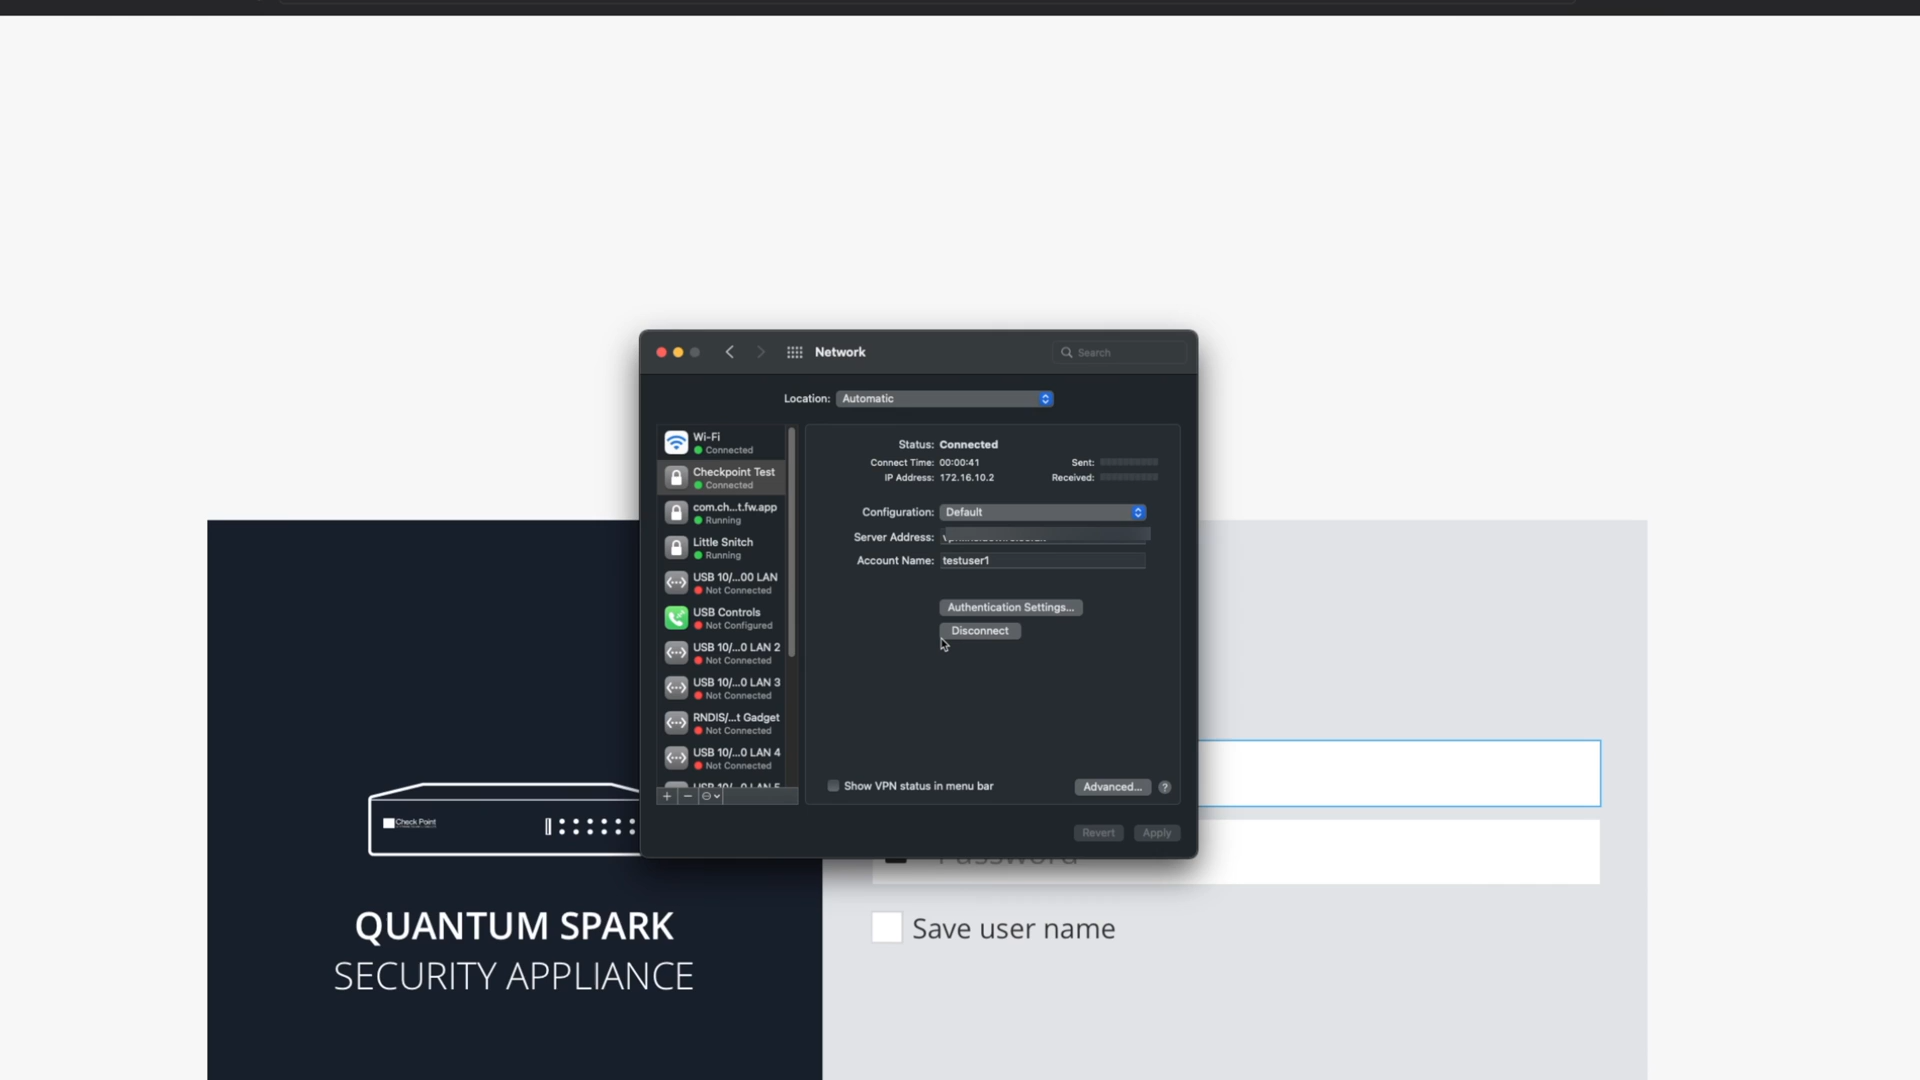 Network
Search
Location: Automatic
Wi-Fi
Connected
Checkpoint Test
Connected
com.ch...t.fw.app
Running
Little Snitch
Running
USB 10/...00 LAN
Not Connected
USB Controls
Not Configured
USB 10/...0 LAN 2
Not Connected
USB 10/...0 LAN 3
Not Connected
RNDIS/...t Gadget
Not Connected
USB 10/...0 LAN 4
Not Connected
Status: Connected
Connect Time: 00:00:41
Sent:
IP Address: 172.16.10.2
Received:
Configuration: Default
Server Address:
Account Name: testuser1
Authentication Settings...
Disconnect
Show VPN status in menu bar
Advanced...
?
Revert
Apply
Check Point
QUANTUM SPARK
SECURITY APPLIANCE
Password
Save user name